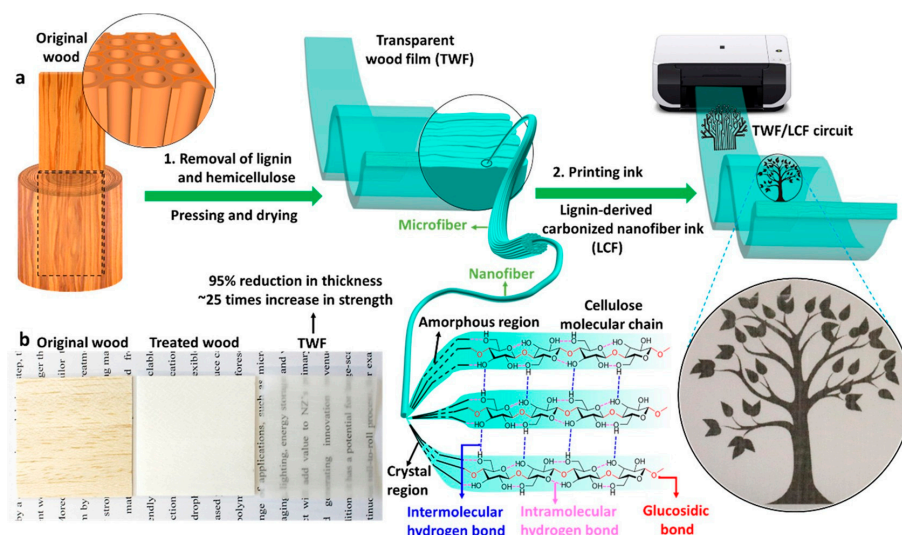 a
Original
wood
Transparent
wood film (TWF)
TWF/LCF circuit
1. Removal of lignin
and hemicellulose
Pressing and drying
2. Printing ink
Lignin-derived
carbonized nanofiber ink
(LCF)
Microfiber
Nanofiber
95% reduction in thickness
~25 times increase in strength
b
Original wood
Treated wood
TWF
Amorphous region
Cellulose
molecular chain
Crystal
region
Intermolecular
hydrogen bond
Intramolecular
hydrogen bond
Glucosidic
bond